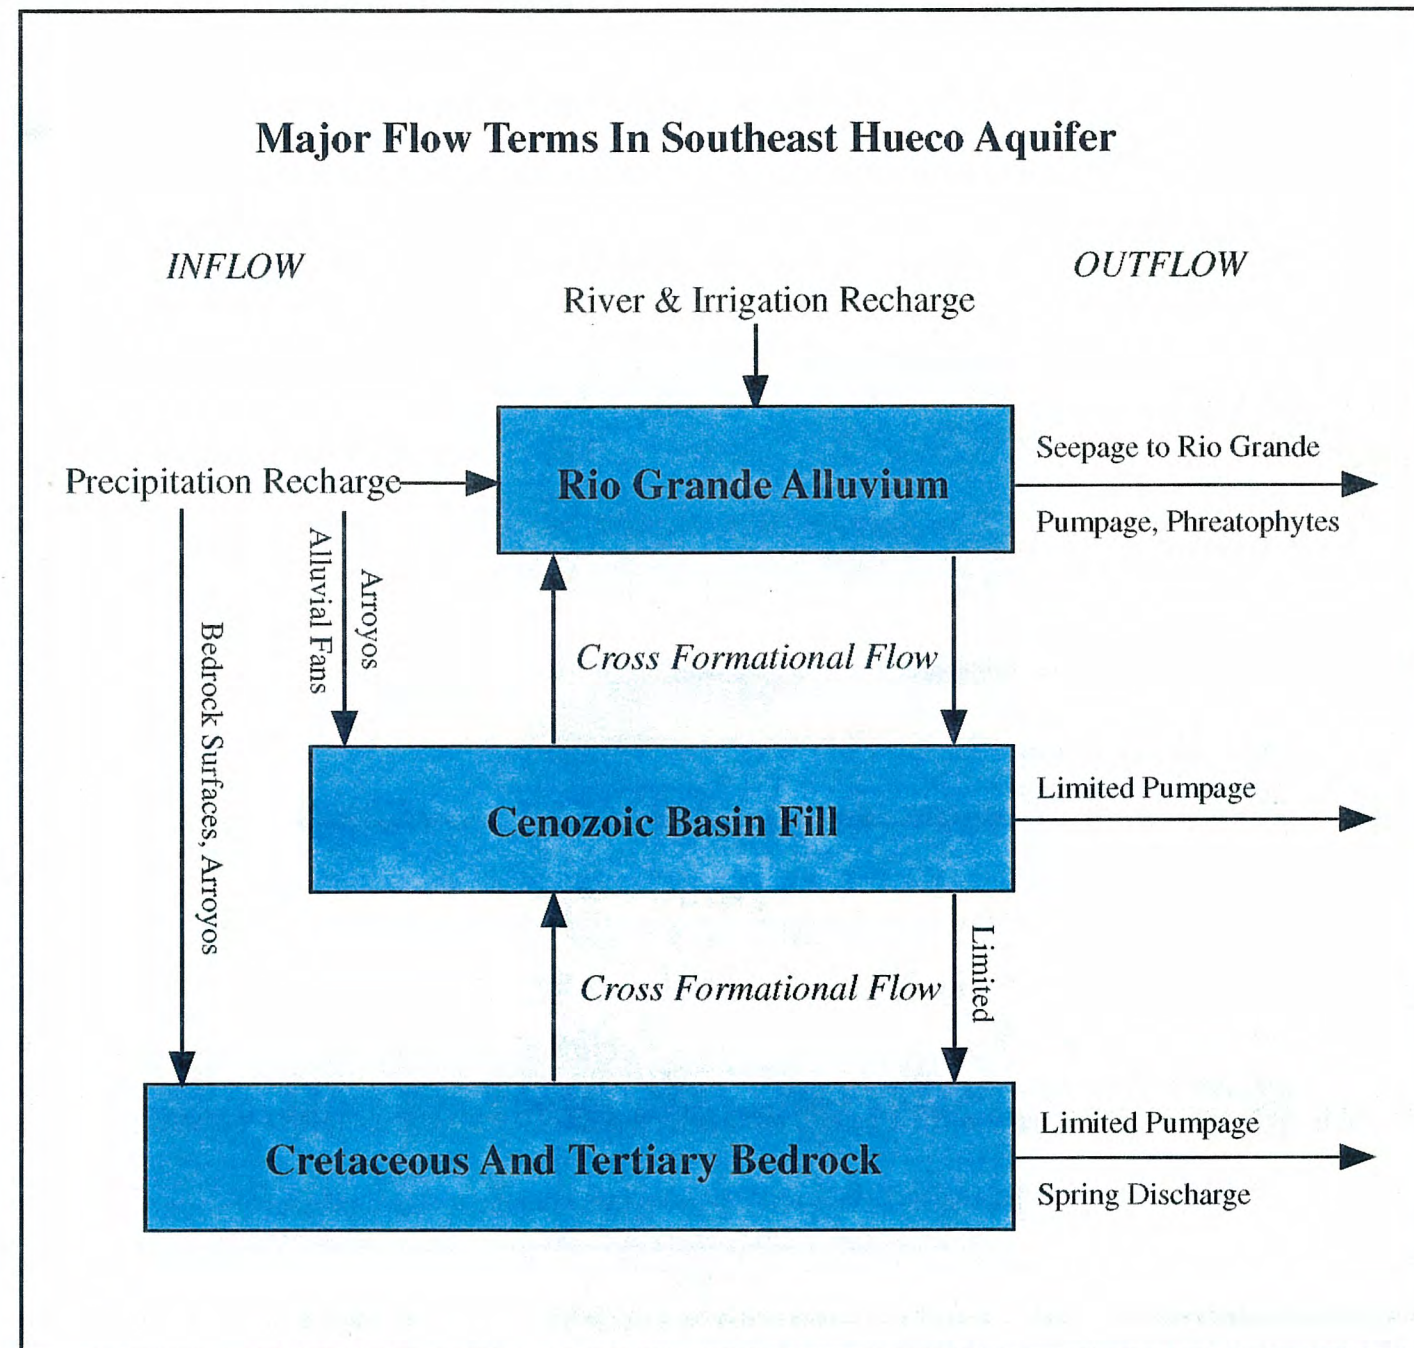 Major Flow Terms In Southeast Hueco Aquifer
INFLOW
OUTFLOW
River & Irrigation Recharge
Precipitation Recharge
Rio Grande Alluvium
Seepage to Rio Grande
Pumpage, Phreatophytes
Arroyos
Alluvial Fans
Bedrock Surfaces, Arroyos
Cross Formational Flow
Cenozoic Basin Fill
Limited Pumpage
Cross Formational Flow
Limited
Cretaceous And Tertiary Bedrock
Limited Pumpage
Spring Discharge